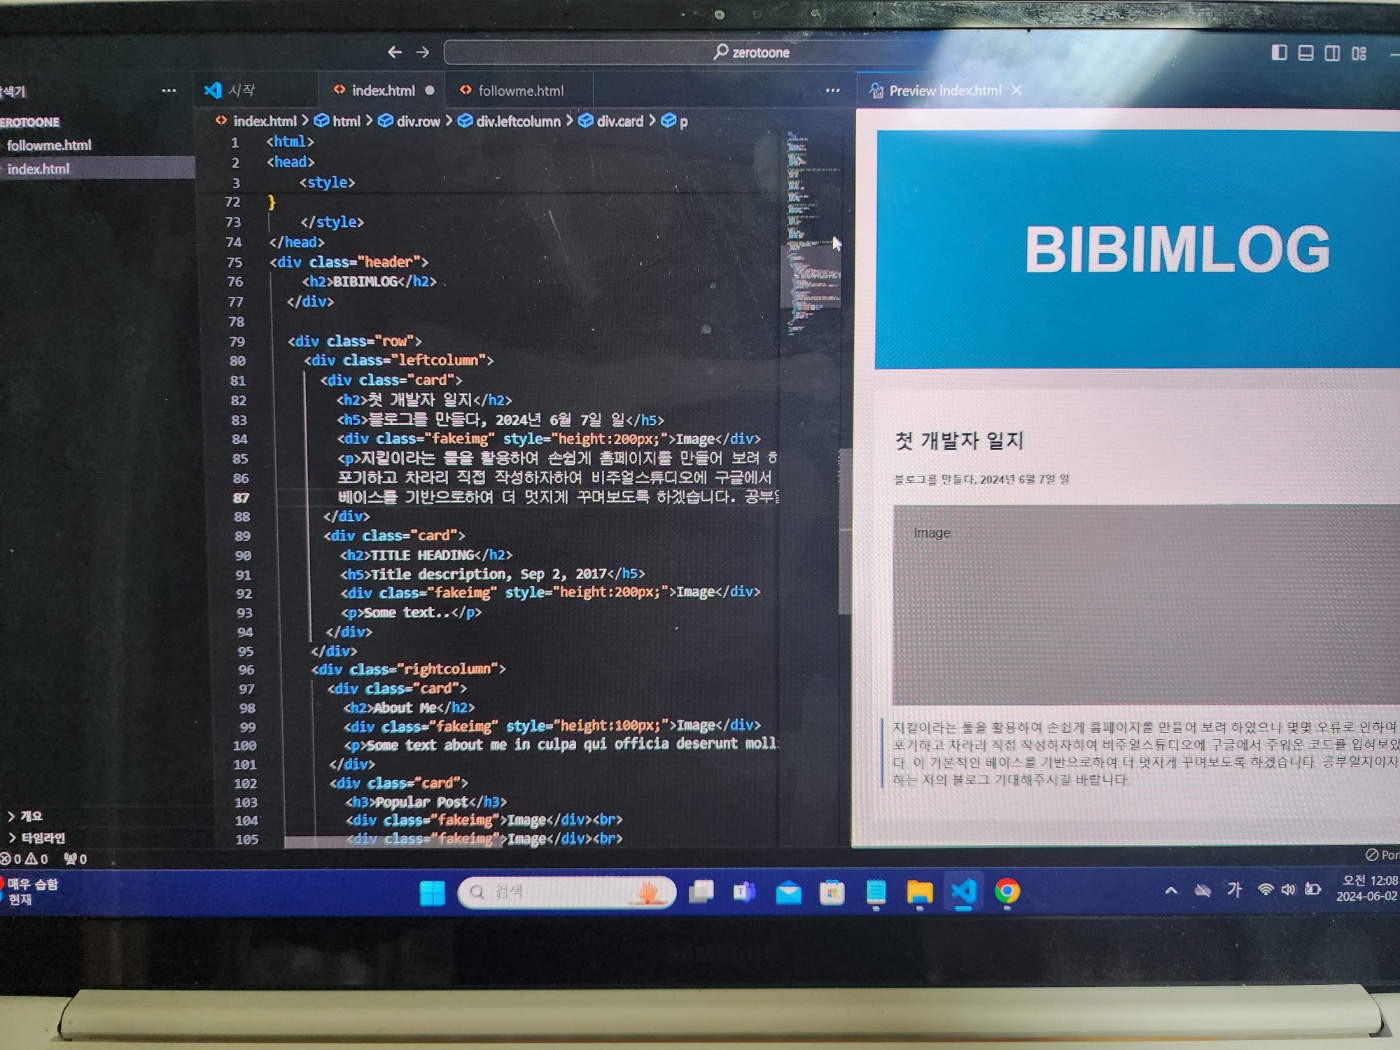 zerotoone
색기
시작
index.html
followme.html
Preview index.html
EROTOONE
followme.html
index.html
index.html > html > div.row > div.leftcolumn > div.card > p
1 <html>
2 <head>
3 <style>
72 }
73 </style>
74 </head>
75 <div class="header">
76 <h2>BIBIMLOG</h2>
77 </div>
78
79 <div class="row">
80 <div class="leftcolumn">
81 <div class="card">
82 <h2>첫 개발자 일지</h2>
83 <h5>블로그를 만들다, 2024년 6월 7일 일</h5>
84 <div class="fakeimg" style="height:200px;">Image</div>
85 <p>지킬이라는 툴을 활용하여 손쉽게 홈페이지를 만들어 보려 하
86 포기하고 차라리 직접 작성하자하여 비주얼스튜디오에 구글에서
87 베이스를 기반으로하여 더 멋지게 꾸며보도록 하겠습니다. 공부일
88 </div>
89 <div class="card">
90 <h2>TITLE HEADING</h2>
91 <h5>Title description, Sep 2, 2017</h5>
92 <div class="fakeimg" style="height:200px;">Image</div>
93 <p>Some text..</p>
94 </div>
95 </div>
96 <div class="rightcolumn">
97 <div class="card">
98 <h2>About Me</h2>
99 <div class="fakeimg" style="height:100px;">Image</div>
100 <p>Some text about me in culpa qui officia deserunt moll
101 </div>
102 <div class="card">
103 <h3>Popular Post</h3>
104 <div class="fakeimg">Image</div><br>
105 <div class="fakeimg">Image</div><br>
BIBIMLOG
첫 개발자 일지
블로그를 만들다, 2024년 6월 7일 일
Image
지킬이라는 툴을 활용하여 손쉽게 홈페이지를 만들어 보려 하였으나 몇몇 오류로 인하여
포기하고 차라리 직접 작성하자하여 비주얼스튜디오에 구글에서 주워온 코드를 입혀보았
다. 이 기본적인 베이스를 기반으로하여 더 멋지게 꾸며보도록 하겠습니다. 공부일지이자
하는 저의 블로그 기대해주시길 바랍니다.
> 개요
> 타임라인
0 0 0
Por
매우 습함
현재
검색
가
오전 12:08
2024-06-02